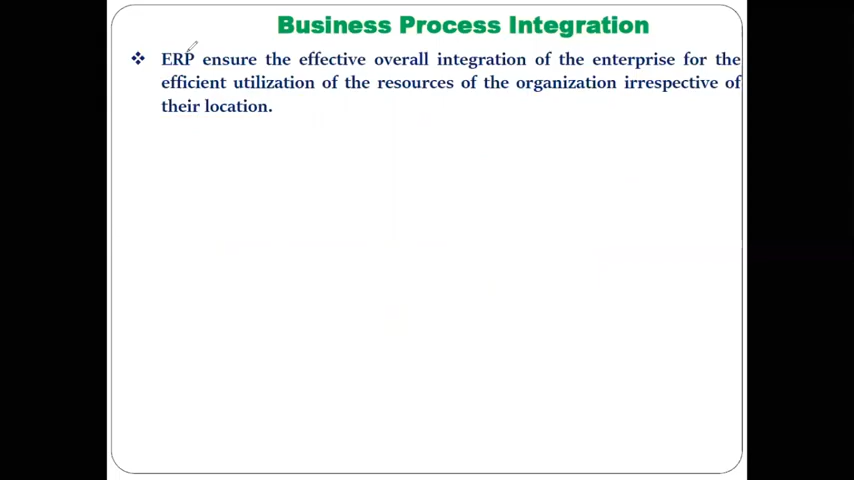 Business Process Integration
❖ ERP ensure the effective overall integration of the enterprise for the
efficient utilization of the resources of the organization irrespective of
their location.